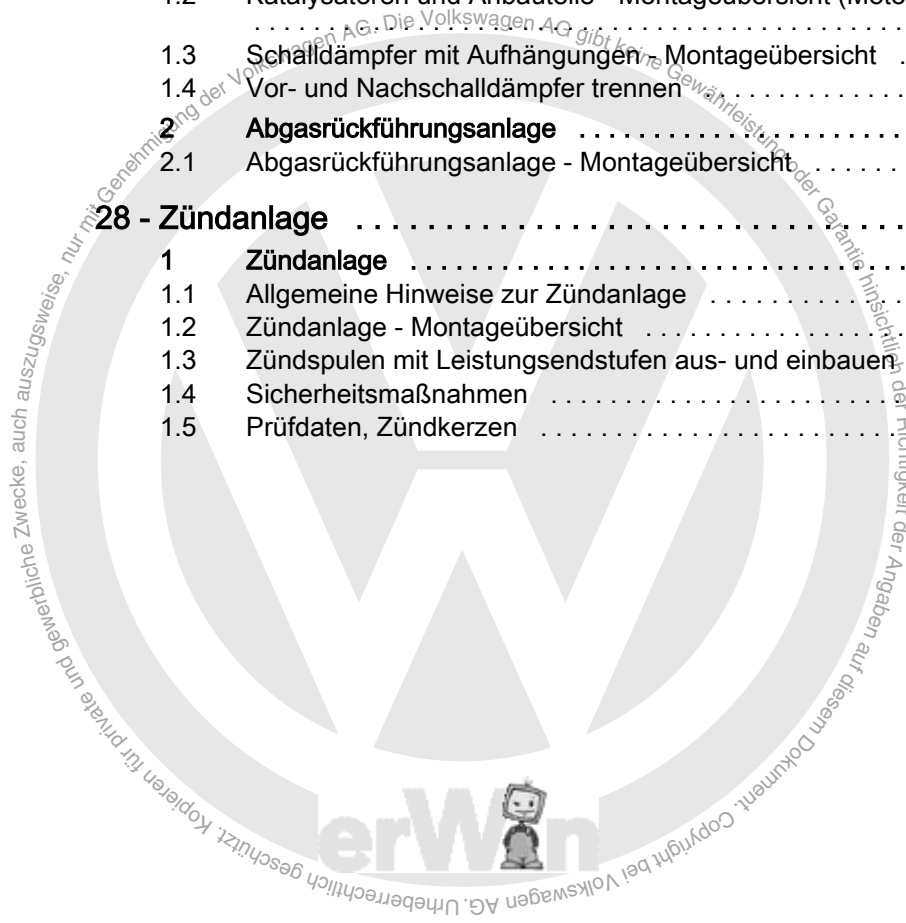 1.2 Katalysatoren und Anbauteile - Montageübersicht (Moto
. . . . . . . . . . . . . . . . . . . . . . . . . . . . . . . . . . . . . . . .
1.3 Schalldämpfer mit Aufhängungen - Montageübersicht .
1.4 Vor- und Nachschalldämpfer trennen . . . . . . . . . . . . .
2 Abgasrückführungsanlage . . . . . . . . . . . . . . . . . . . .
2.1 Abgasrückführungsanlage - Montageübersicht . . . . . .
28 - Zündanlage . . . . . . . . . . . . . . . . . . . . . . . . . . . . . .
1 Zündanlage . . . . . . . . . . . . . . . . . . . . . . . . . . . . . .
1.1 Allgemeine Hinweise zur Zündanlage . . . . . . . . . . . .
1.2 Zündanlage - Montageübersicht . . . . . . . . . . . . . . . .
1.3 Zündspulen mit Leistungsendstufen aus- und einbauen
1.4 Sicherheitsmaßnahmen . . . . . . . . . . . . . . . . . . . . . .
1.5 Prüfdaten, Zündkerzen . . . . . . . . . . . . . . . . . . . . . .
erWin
Urheberrechtlich geschützt. Kopieren für private und gewerbliche Zwecke, auch auszugsweise, nur mit Genehmigung der Volkswagen AG. Die Volkswagen AG gibt keine Gewährleistung oder Garantie hinsichtlich der Richtigkeit der Angaben auf diesem Dokument. Copyright bei Volkswagen AG.